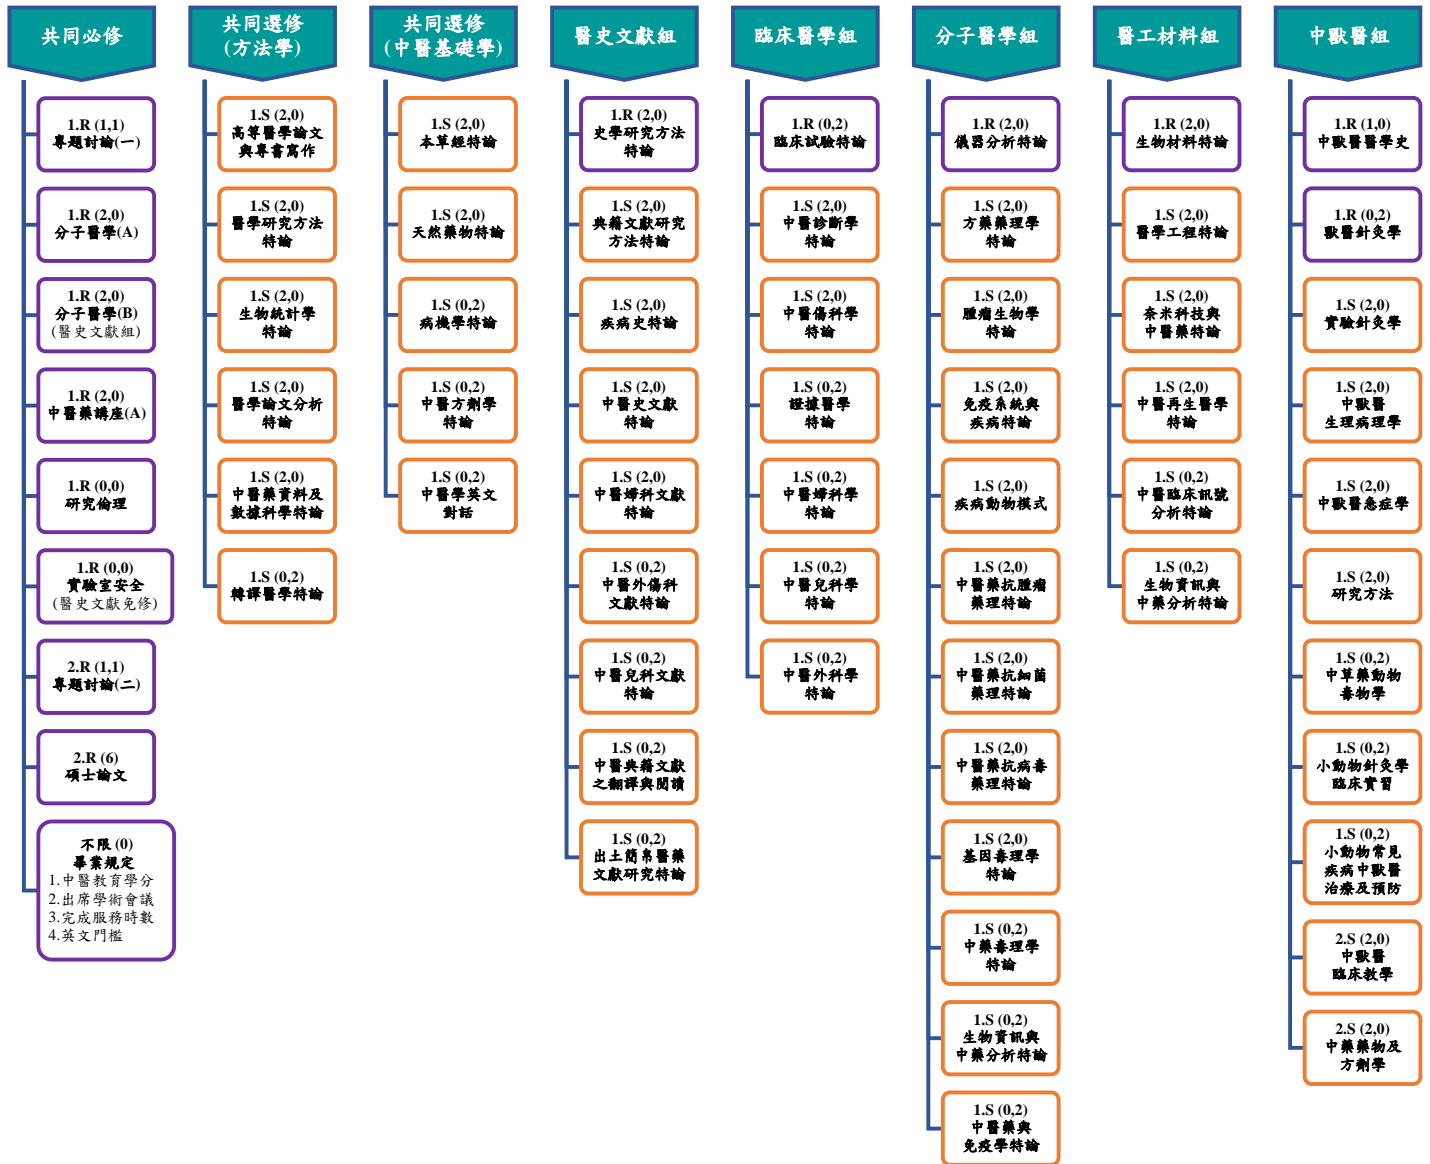 共同必修
1.R (1,1)
專題討論(一)
1.R (2,0)
分子醫學(A)
1.R (2,0)
分子醫學(B)
(醫史文獻組)
1.R (2,0)
中醫藥講座(A)
1.R (0,0)
研究倫理
1.R (0,0)
實驗室安全
(醫史文獻免修)
2.R (1,1)
專題討論(二)
2.R (6)
碩士論文
不限 (0)
畢業規定
1.中醫教育學分
2.出席學術會議
3.完成服務時數
4.英文門檻
共同選修
(方法學)
1.S (2,0)
高等醫學論文
與專書寫作
1.S (2,0)
醫學研究方法
特論
1.S (2,0)
生物統計學
特論
1.S (2,0)
醫學論文分析
特論
1.S (2,0)
中醫藥資料及
數據科學特論
1.S (0,2)
轉譯醫學特論
共同選修
(中醫基礎學)
1.S (2,0)
本草經特論
1.S (2,0)
天然藥物特論
1.S (0,2)
病機學特論
1.S (0,2)
中醫方劑學
特論
1.S (0,2)
中醫學英文
對話
醫史文獻組
1.R (2,0)
史學研究方法
特論
1.S (2,0)
典籍文獻研究
方法特論
1.S (2,0)
疾病史特論
1.S (2,0)
中醫史文獻
特論
1.S (2,0)
中醫婦科文獻
特論
1.S (0,2)
中醫外傷科
文獻特論
1.S (0,2)
中醫兒科文獻
特論
1.S (0,2)
中醫典籍文獻
之翻譯與閱讀
1.S (0,2)
出土簡帛醫藥
文獻研究特論
臨床醫學組
1.R (0,2)
臨床試驗特論
1.S (2,0)
中醫診斷學
特論
1.S (2,0)
中醫傷科學
特論
1.S (0,2)
證據醫學
特論
1.S (0,2)
中醫婦科學
特論
1.S (0,2)
中醫兒科學
特論
1.S (0,2)
中醫外科學
特論
分子醫學組
1.R (2,0)
儀器分析特論
1.S (2,0)
方藥藥理學
特論
1.S (2,0)
腫瘤生物學
特論
1.S (2,0)
免疫系統與
疾病特論
1.S (2,0)
疾病動物模式
1.S (2,0)
中醫藥抗腫瘤
藥理特論
1.S (2,0)
中醫藥抗細菌
藥理特論
1.S (2,0)
中醫藥抗病毒
藥理特論
1.S (2,0)
基因毒理學
特論
1.S (0,2)
中藥毒理學
特論
1.S (0,2)
生物資訊與
中藥分析特論
1.S (0,2)
中醫藥與
免疫學特論
醫工材料組
1.R (2,0)
生物材料特論
1.S (2,0)
醫學工程特論
1.S (2,0)
奈米科技與
中醫藥特論
1.S (2,0)
中醫再生醫學
特論
1.S (0,2)
中醫臨床訊號
分析特論
1.S (0,2)
生物資訊與
中藥分析特論
中獸醫組
1.R (1,0)
中獸醫醫學史
1.R (0,2)
獸醫針灸學
1.S (2,0)
實驗針灸學
1.S (2,0)
中獸醫
生理病理學
1.S (2,0)
中獸醫急症學
1.S (2,0)
研究方法
1.S (0,2)
中草藥動物
毒物學
1.S (0,2)
小動物針灸學
臨床實習
1.S (0,2)
小動物常見
疾病中獸醫
治療及預防
2.S (2,0)
中獸醫
臨床教學
2.S (2,0)
中藥藥物及
方劑學